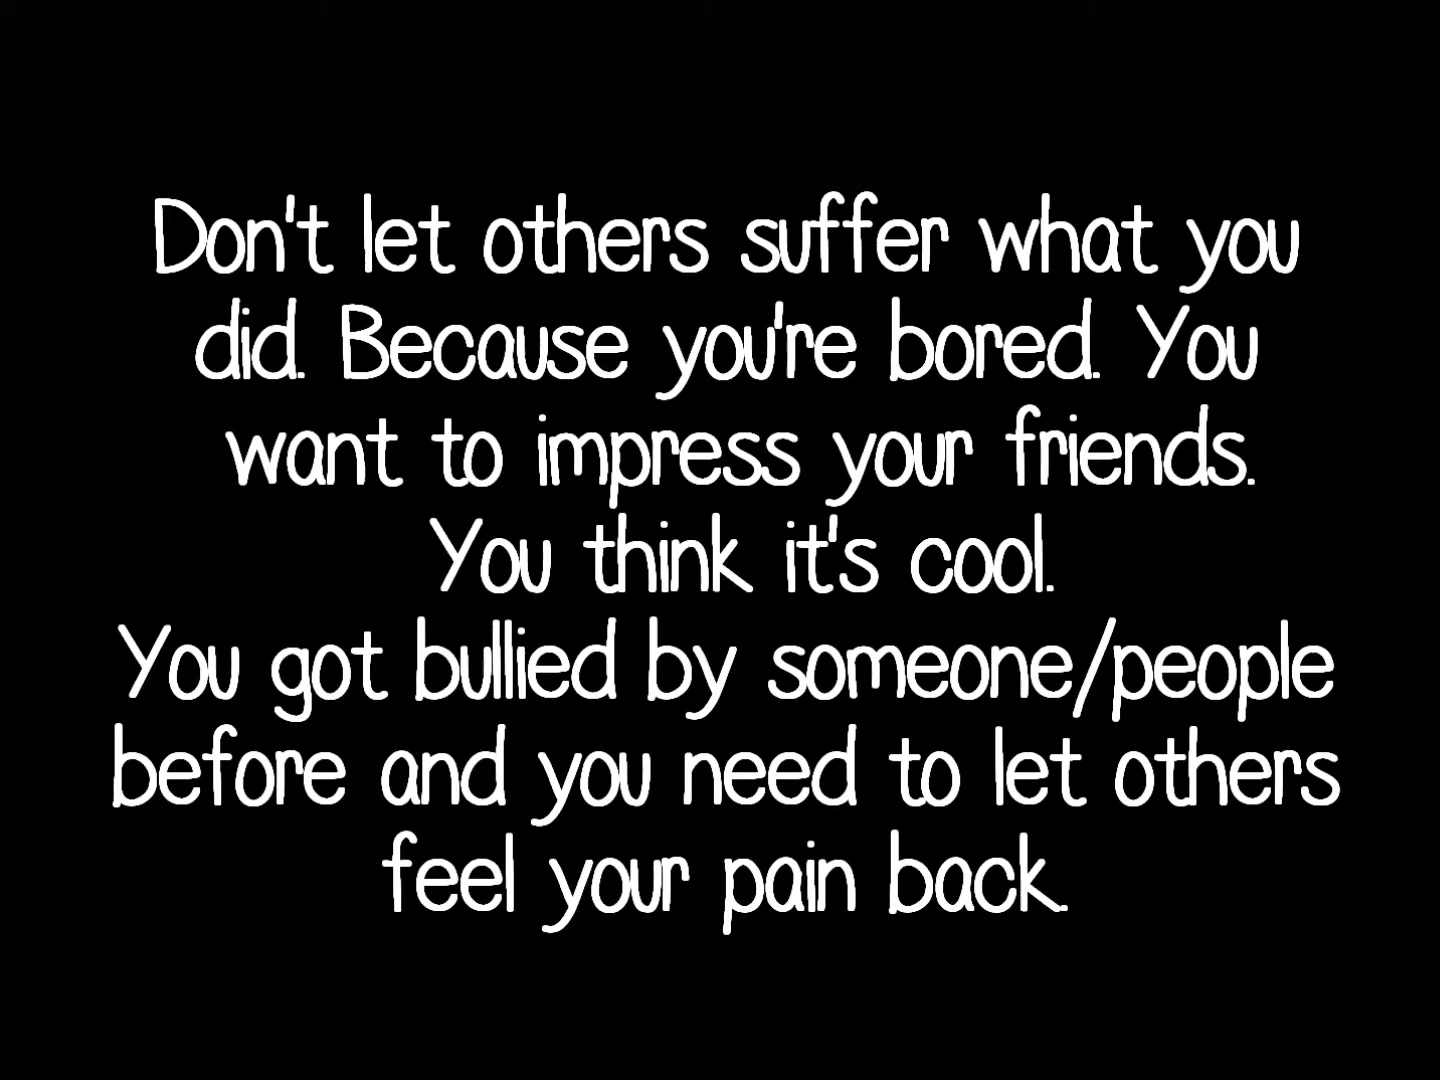 Don't let others suffer what you
did. Because you're bored. You
want to impress your friends.
You think it's cool.
You got bullied by someone/people
before and you need to let others
feel your pain back.